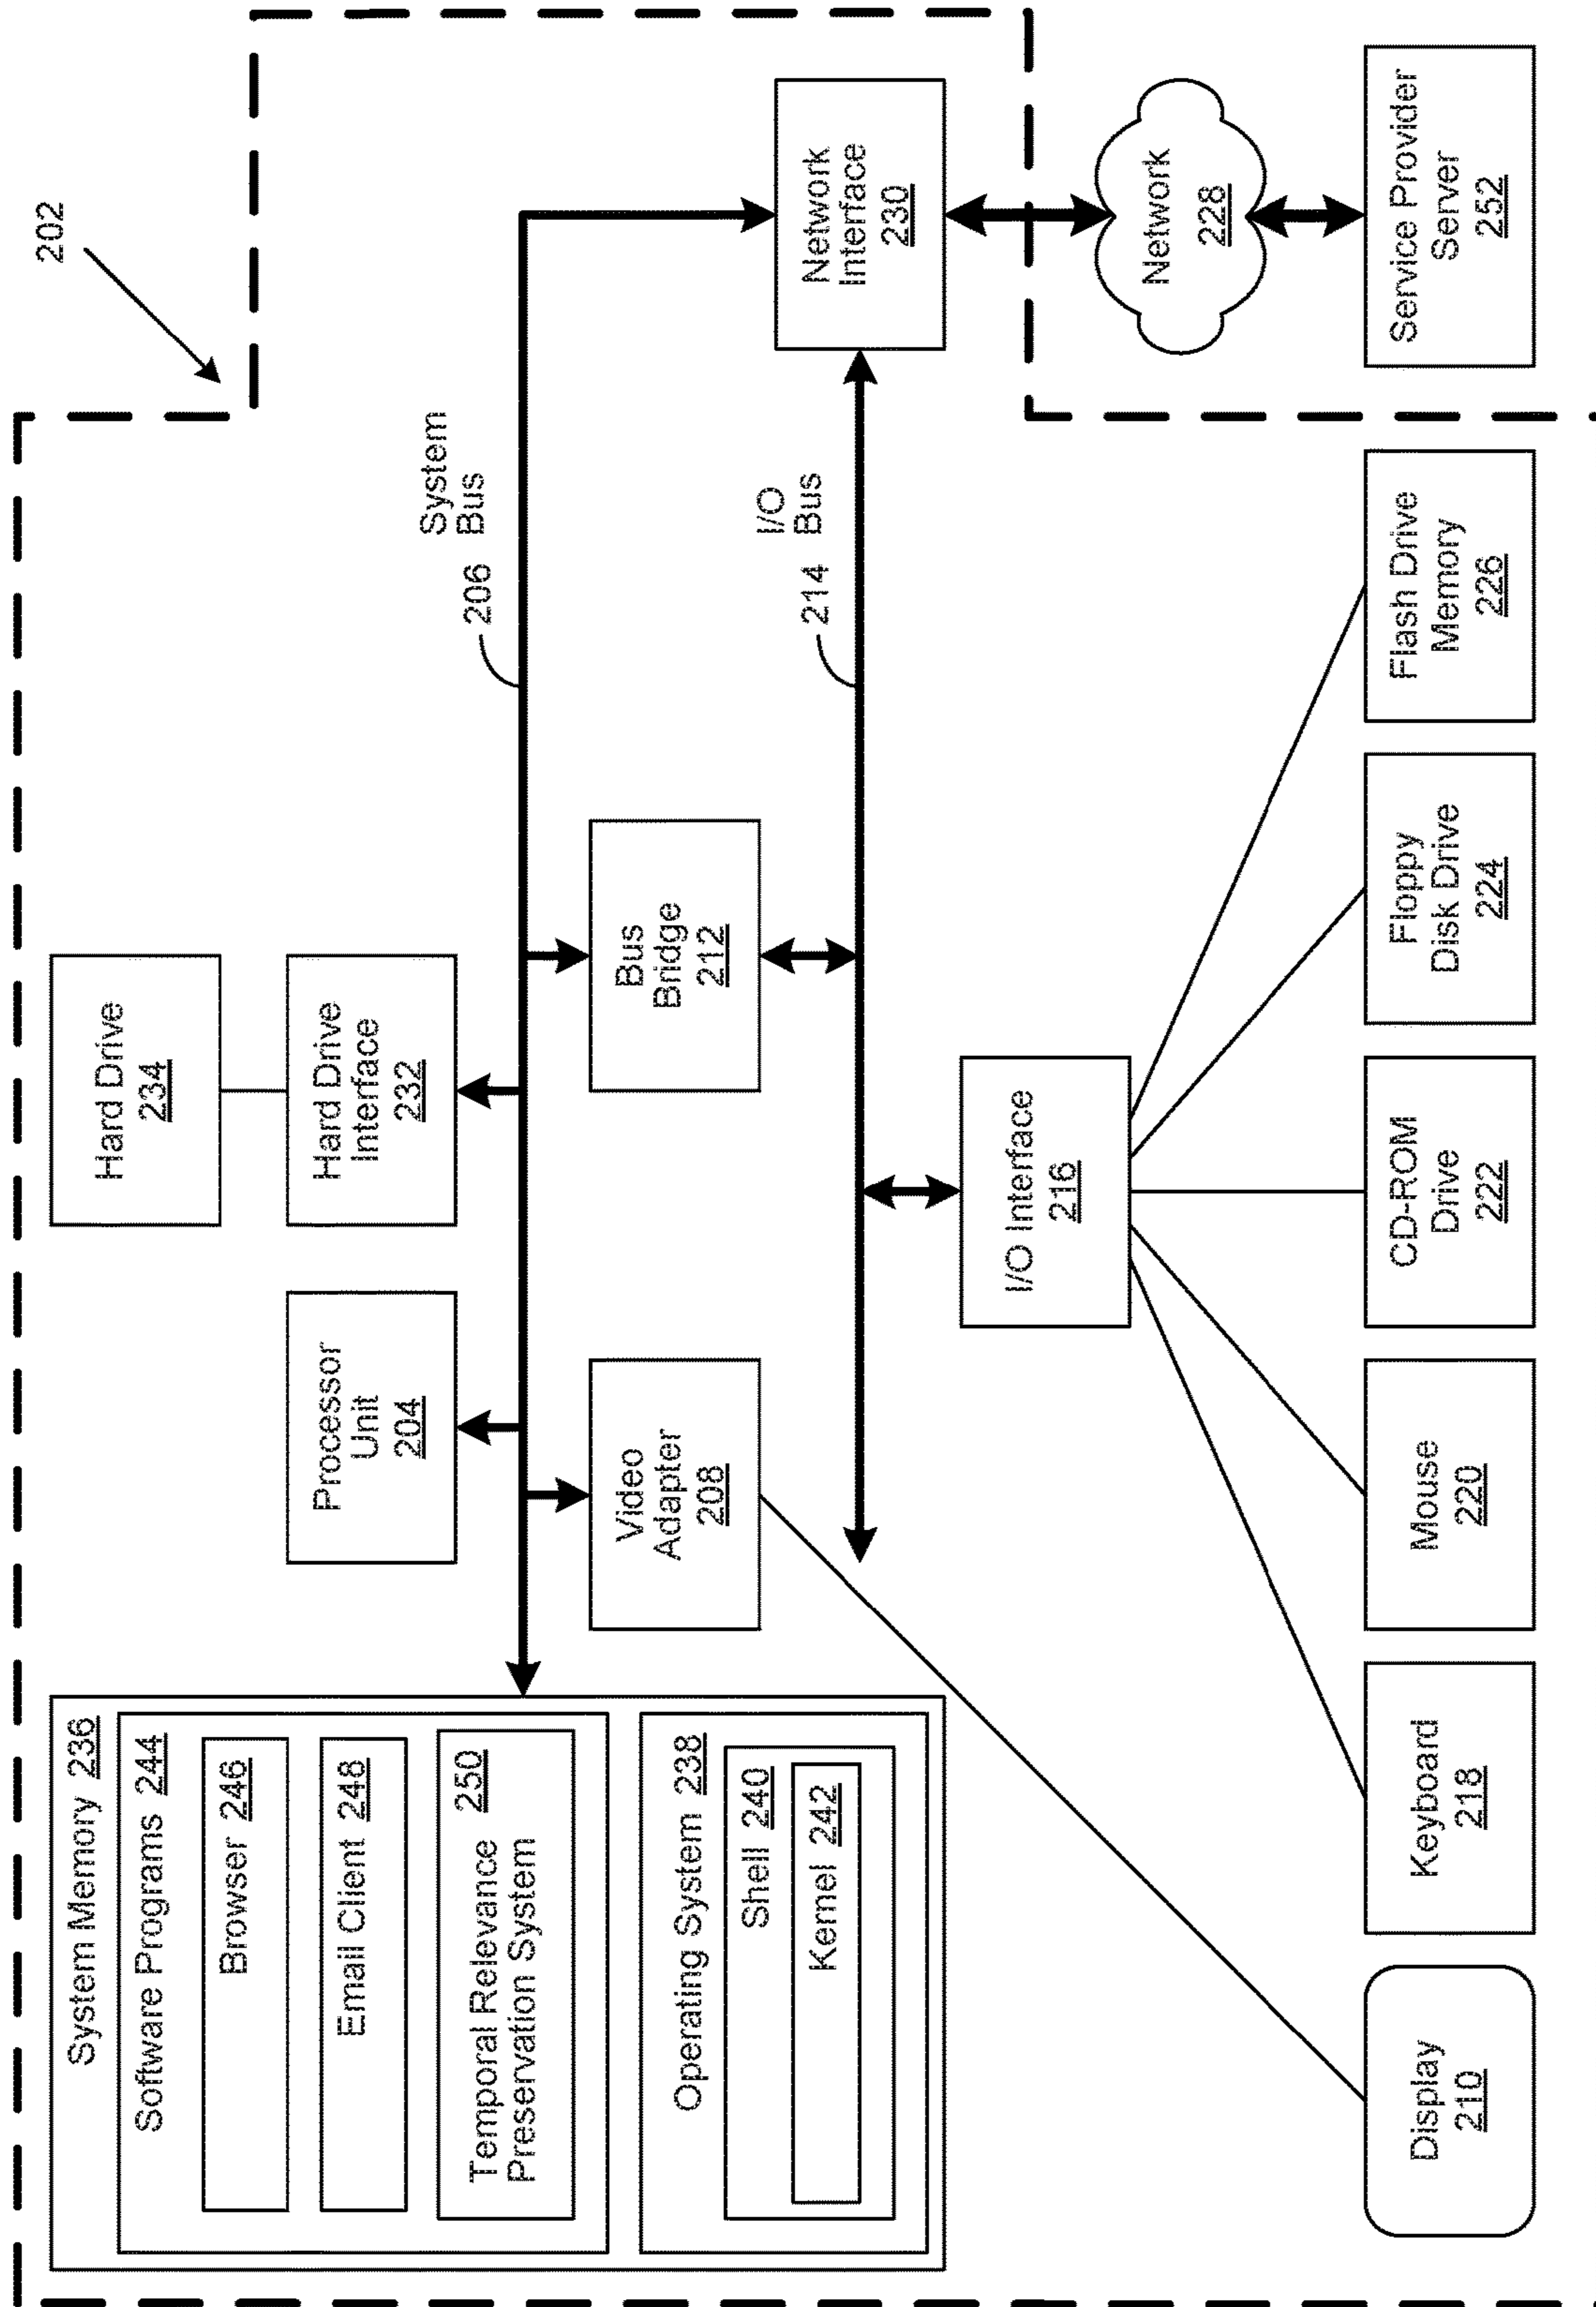 202
System Memory 236
Software Programs 244
Browser 246
Email Client 248
Temporal Relevance 250
Preservation System
Operating System 238
Shell 240
Kernel 242
Processor
Unit
204
Hard Drive
234
Hard Drive
Interface
232
System
Bus
206
Video
Adapter
208
Bus
Bridge
212
I/O
Bus
214
Network
Interface
230
I/O Interface
216
Network
228
Display
210
Keyboard
218
Mouse
220
CD-ROM
Drive
222
Floppy
Disk Drive
224
Flash Drive
Memory
226
Service Provider
Server
252